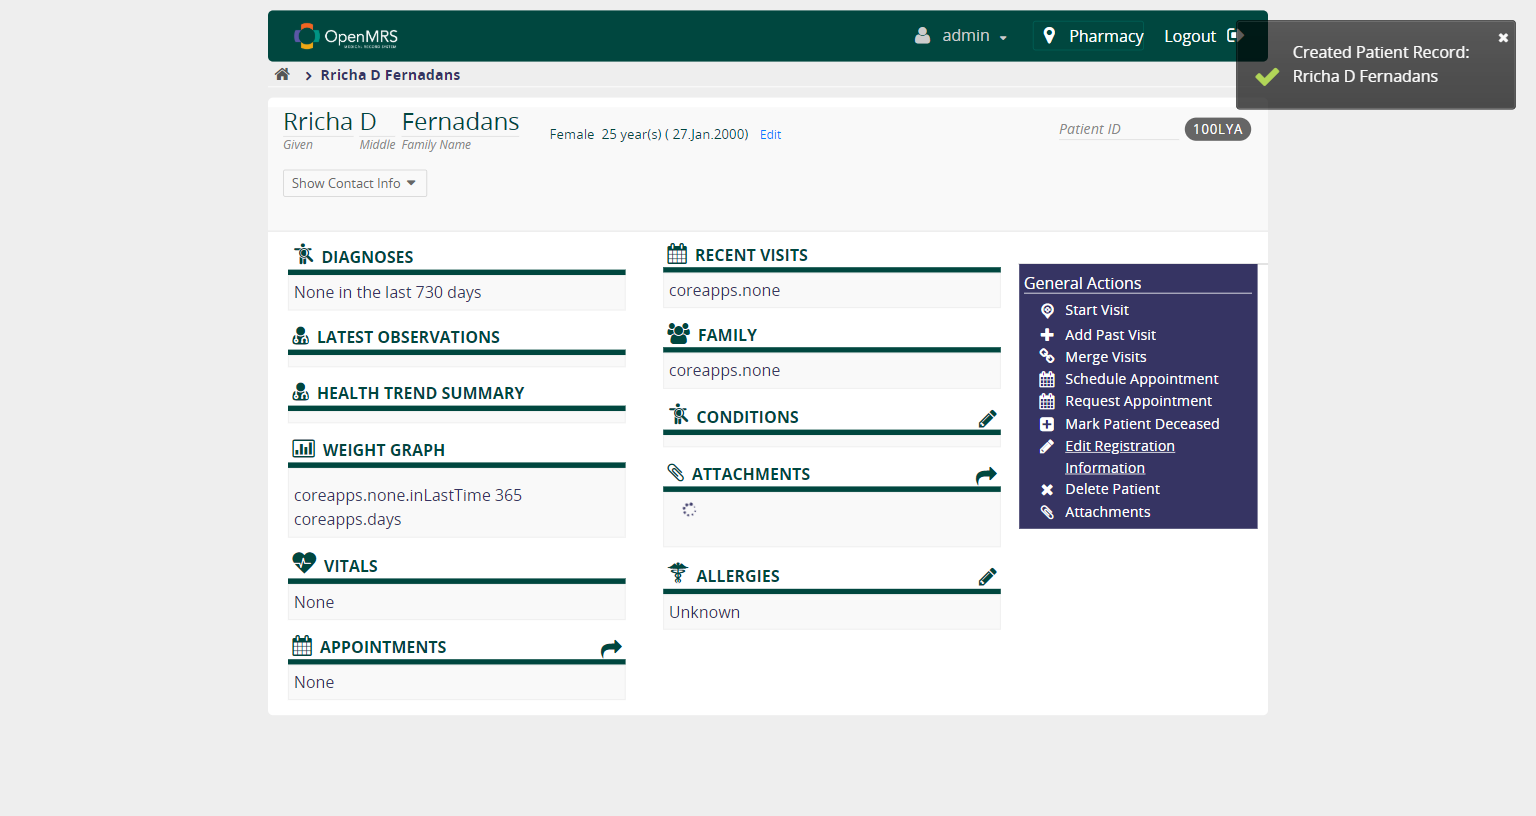 OpenMRS
MEDICAL RECORD SYSTEM
admin
Pharmacy
Logout
Created Patient Record:
Rricha D Fernadans
Rricha D Fernadans
Rricha D Fernadans
Given Middle Family Name
Female 25 year(s) ( 27.Jan.2000) Edit
Patient ID 100LYA
Show Contact Info
DIAGNOSES
None in the last 730 days
LATEST OBSERVATIONS
HEALTH TREND SUMMARY
WEIGHT GRAPH
coreapps.none.inLastTime 365
coreapps.days
VITALS
None
APPOINTMENTS
None
RECENT VISITS
coreapps.none
FAMILY
coreapps.none
CONDITIONS
ATTACHMENTS
ALLERGIES
Unknown
General Actions
Start Visit
Add Past Visit
Merge Visits
Schedule Appointment
Request Appointment
Mark Patient Deceased
Edit Registration
Information
Delete Patient
Attachments